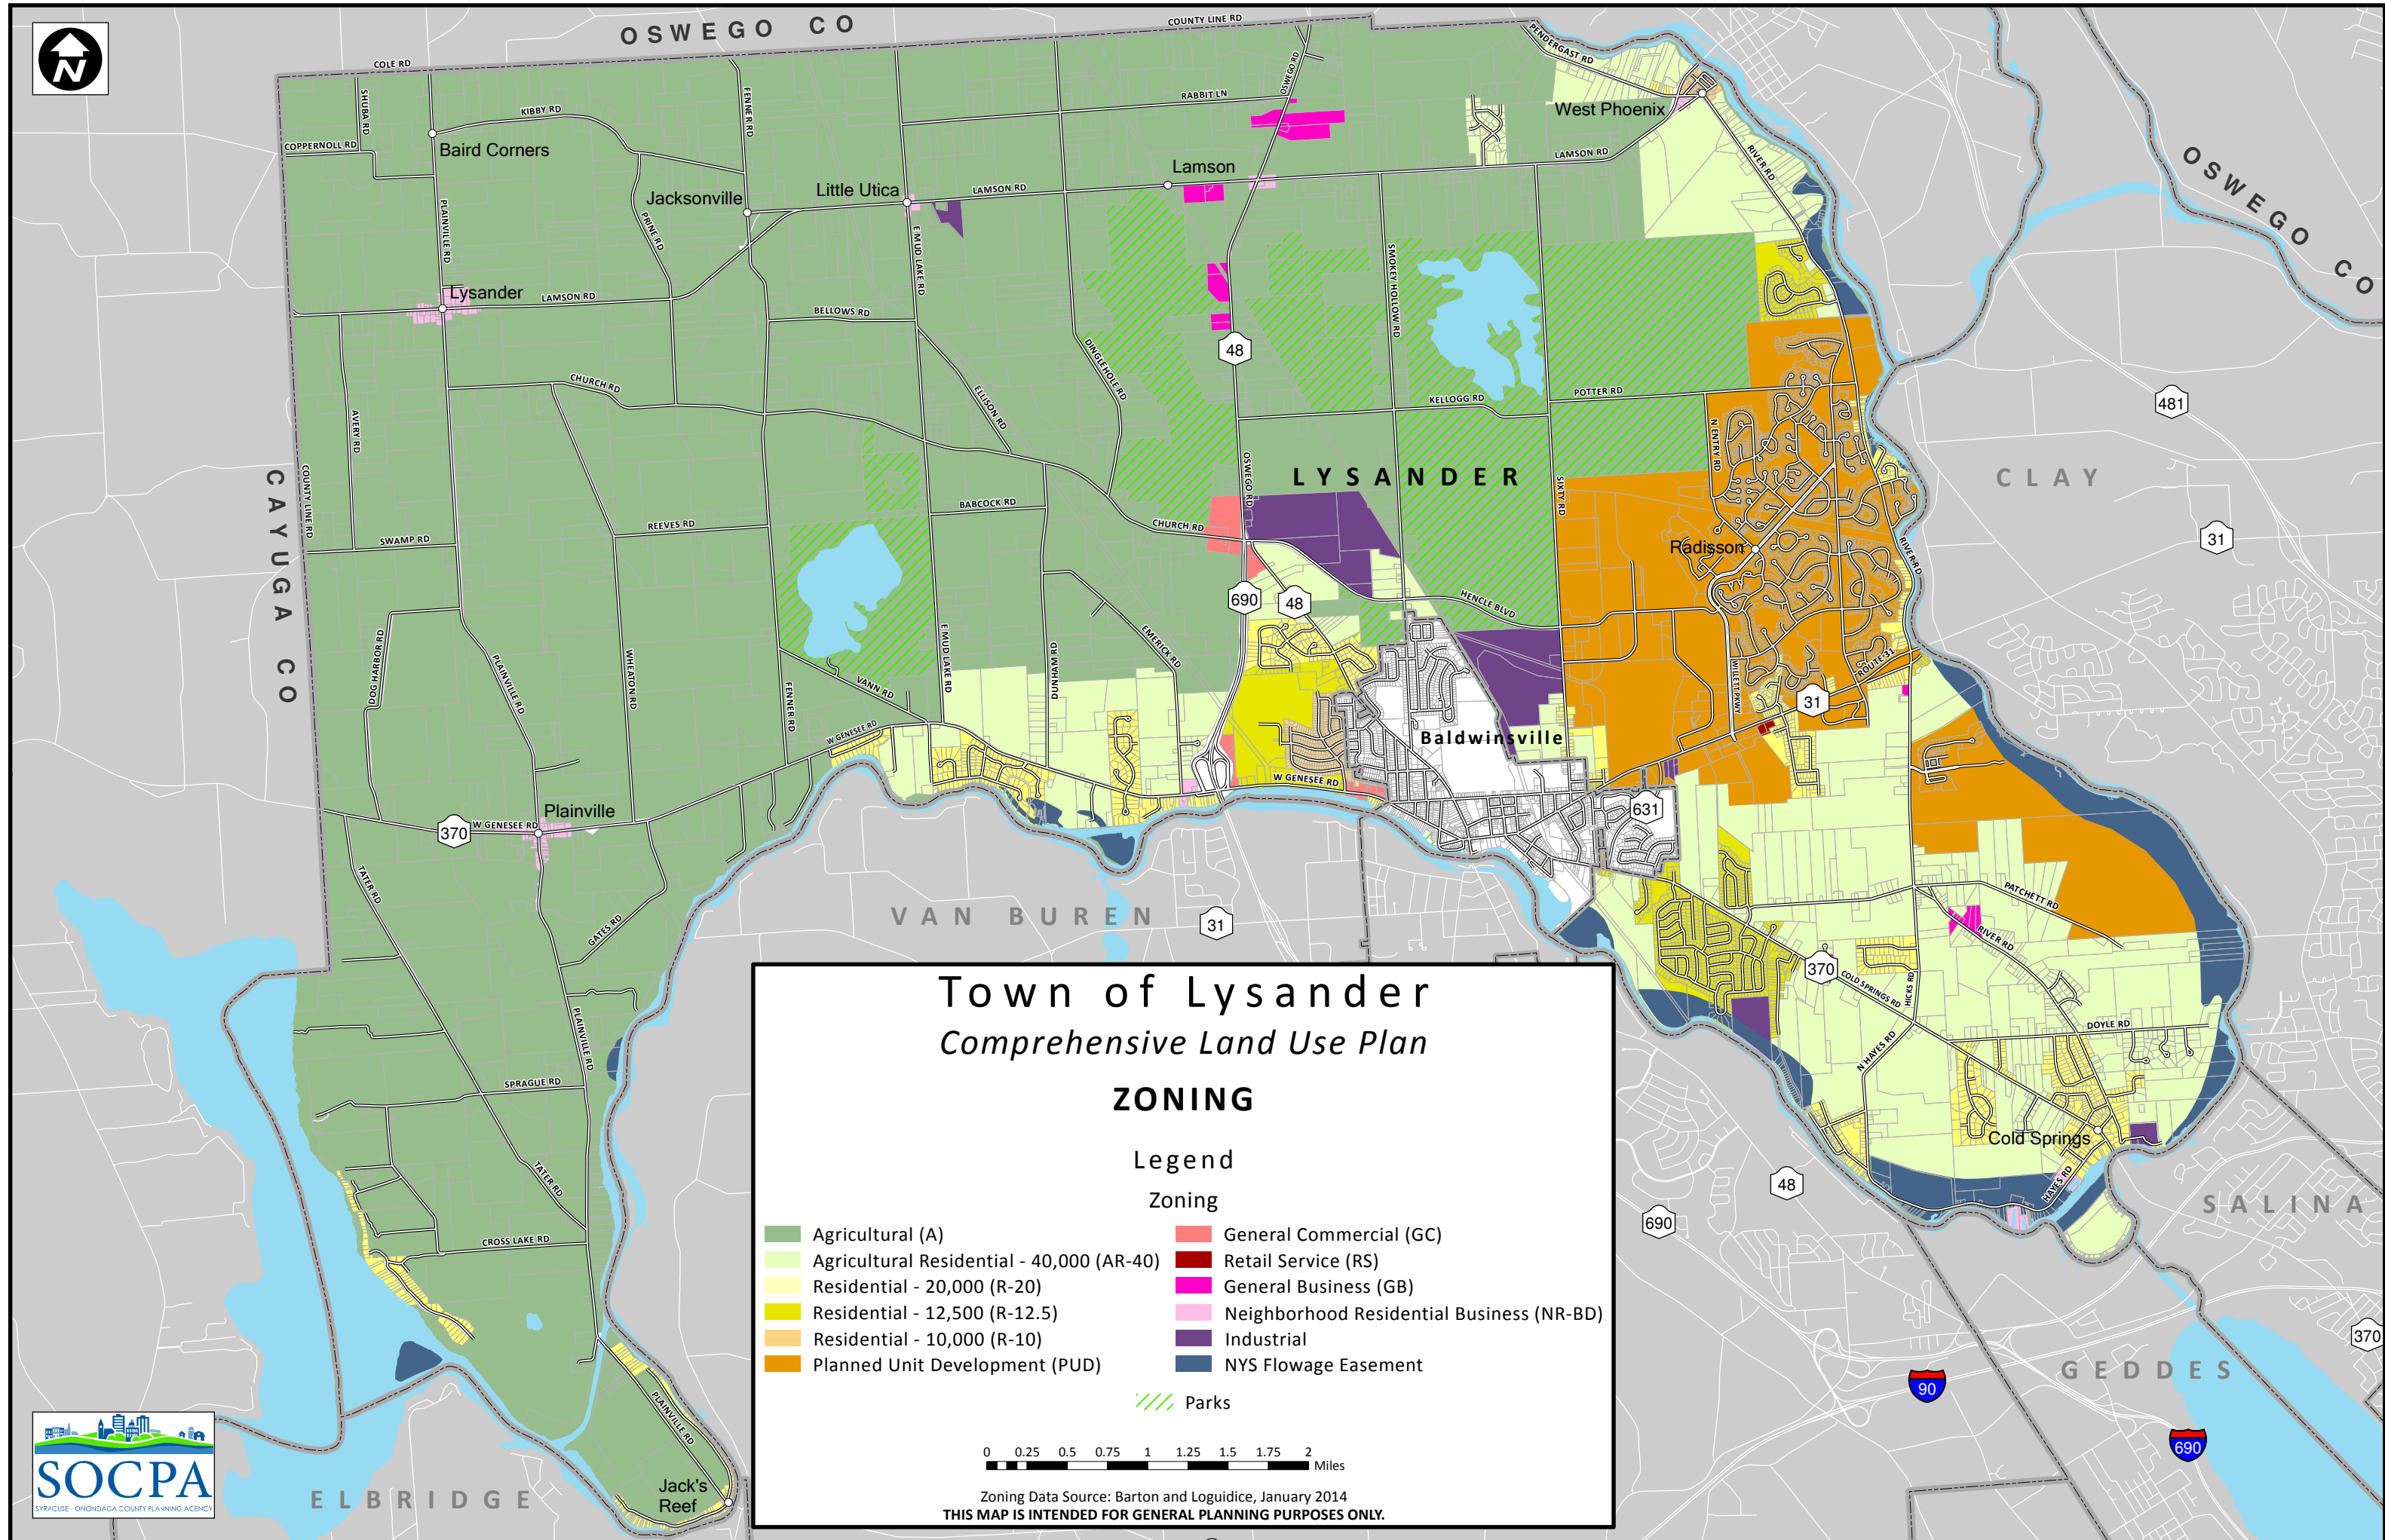 OSWEGO CO
COUNTY LINE RD
N
COLE RD
PENDERGAST RD
SHUBA RD
KIBBY RD
FENNER RD
RABBIT LN
OSWEGO RD
West Phoenix
COPPERNOLL RD
Baird Corners
LAMSON RD
RIVER RD
OSWEGO CO
Lamson
Jacksonville
Little Utica
LAMSON RD
PLAINVILLE RD
PRINE RD
E MUD LAKE RD
SMOKEY HOLLOW RD
Lysander
LAMSON RD
BELLOWS RD
48
DINGLEHOLE RD
CHURCH RD
ELLISON RD
KELLOGG RD
POTTER RD
481
AVERY RD
N ENTRY RD
CAYUGA CO
COUNTY LINE RD
OSWEGO RD
LYSANDER
SIXTY RD
CLAY
BABCOCK RD
REEVES RD
CHURCH RD
SWAMP RD
Radisson
RIVER RD
31
690
48
HENCLE BLVD
DOG HARBOR RD
PLAINVILLE RD
WHEATON RD
FENNER RD
VANN RD
E MUD LAKE RD
DUNHAM RD
EMERICK RD
WILLETT PKWY
ROUTE 31
31
W GENESEE RD
Baldwinsville
W GENESEE RD
Plainville
370
W GENESEE RD
631
TATER RD
GATES RD
VAN BUREN
31
PATCHETT RD
RIVER RD
370
COLD SPRINGS RD
HICKS RD
PLAINVILLE RD
DOYLE RD
N HAYES RD
SPRAGUE RD
Cold Springs
TATER RD
HAYES RD
48
SALINA
690
CROSS LAKE RD
370
GEDDES
90
PLAINVILLE RD
690
Jack's
Reef
ELBRIDGE
Town of Lysander
Comprehensive Land Use Plan
ZONING
Legend
Zoning
Agricultural (A)
Agricultural Residential - 40,000 (AR-40)
Residential - 20,000 (R-20)
Residential - 12,500 (R-12.5)
Residential - 10,000 (R-10)
Planned Unit Development (PUD)
General Commercial (GC)
Retail Service (RS)
General Business (GB)
Neighborhood Residential Business (NR-BD)
Industrial
NYS Flowage Easement
Parks
0 0.25 0.5 0.75 1 1.25 1.5 1.75 2
Miles
Zoning Data Source: Barton and Loguidice, January 2014
THIS MAP IS INTENDED FOR GENERAL PLANNING PURPOSES ONLY.
SOCPA
SYRACUSE - ONONDAGA COUNTY PLANNING AGENCY